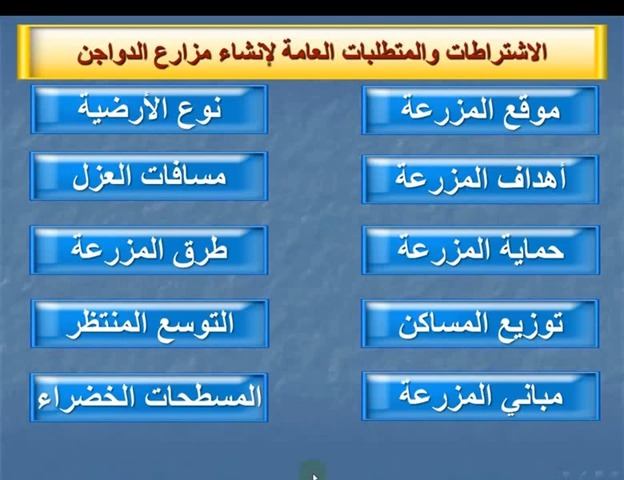 الاشتراطات والمتطلبات العامة لإنشاء مزارع الدواجن
موقع المزرعة
نوع الأرضية
أهداف المزرعة
مسافات العزل
حماية المزرعة
طرق المزرعة
توزيع المساكن
التوسع المنتظر
مباني المزرعة
المسطحات الخضراء